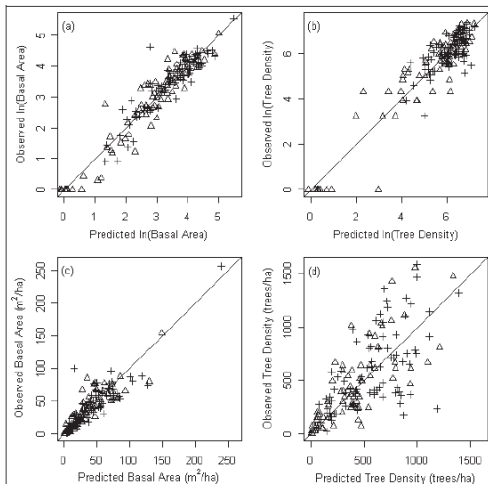 (a)
Observed ln(Basal Area)
5
4
3
2
1
0
0 1 2 3 4 5
Predicted ln(Basal Area)
(b)
Observed ln(Tree Density)
6
4
2
0
0 2 4 6
Predicted ln(Tree Density)
(c)
Observed Basal Area (m²/ha)
250
150
100
50
0
0 50 100 150 200 250
Predicted Basal Area (m²/ha)
(d)
Observed Tree Density (trees/ha)
1500
1000
500
0
0 500 1000 1500
Predicted Tree Density (trees/ha)